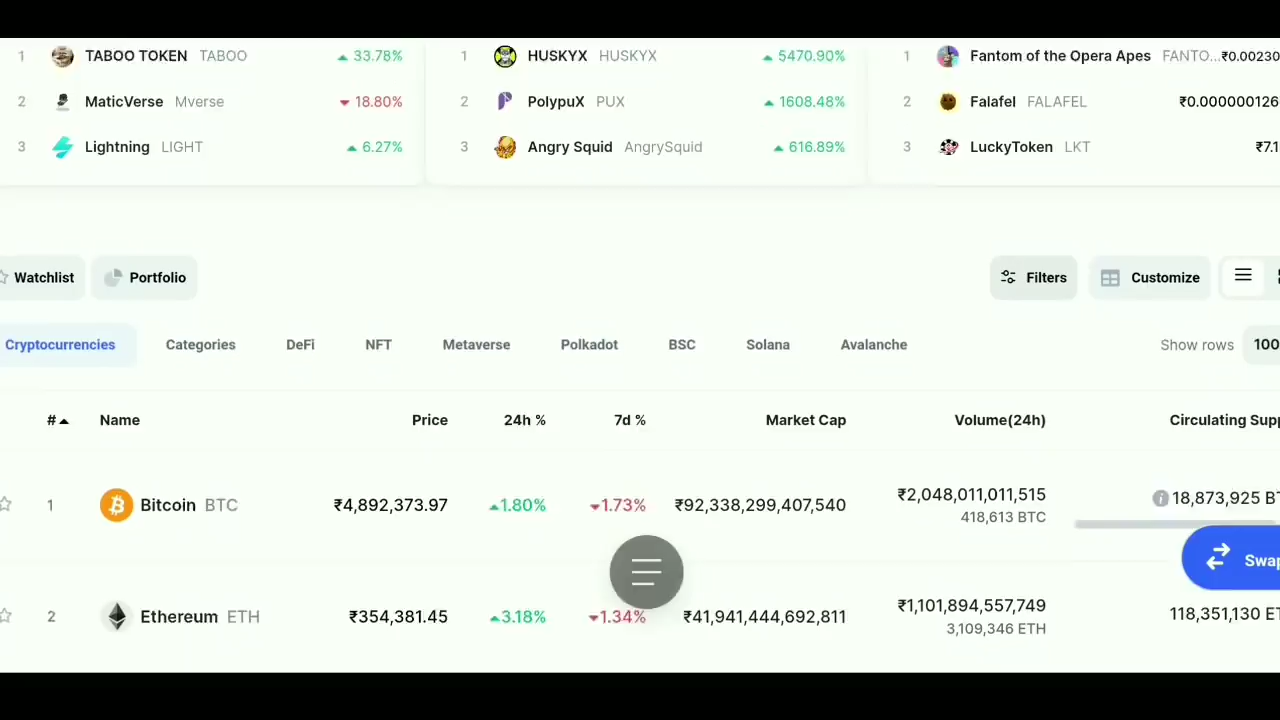 1 TABOO TOKEN TABOO 33.78% 1 HUSKYX HUSKYX 5470.90% 1 Fantom of the Opera Apes FANTO...₹0.00230
2 MaticVerse Mverse 18.80% 2 PolypuX PUX 1608.48% 2 Falafel FALAFEL ₹0.000000126
3 Lightning LIGHT 6.27% 3 Angry Squid AngrySquid 616.89% 3 LuckyToken LKT ₹7.1
Watchlist Portfolio Filters Customize
Cryptocurrencies Categories DeFi NFT Metaverse Polkadot BSC Solana Avalanche Show rows 100
# Name Price 24h % 7d % Market Cap Volume(24h) Circulating Supp
1 Bitcoin BTC ₹4,892,373.97 1.80% 1.73% ₹92,338,299,407,540 ₹2,048,011,011,515 18,873,925 BT
418,613 BTC
Swap
2 Ethereum ETH ₹354,381.45 3.18% 1.34% ₹41,941,444,692,811 ₹1,101,894,557,749 118,351,130 ET
3,109,346 ETH